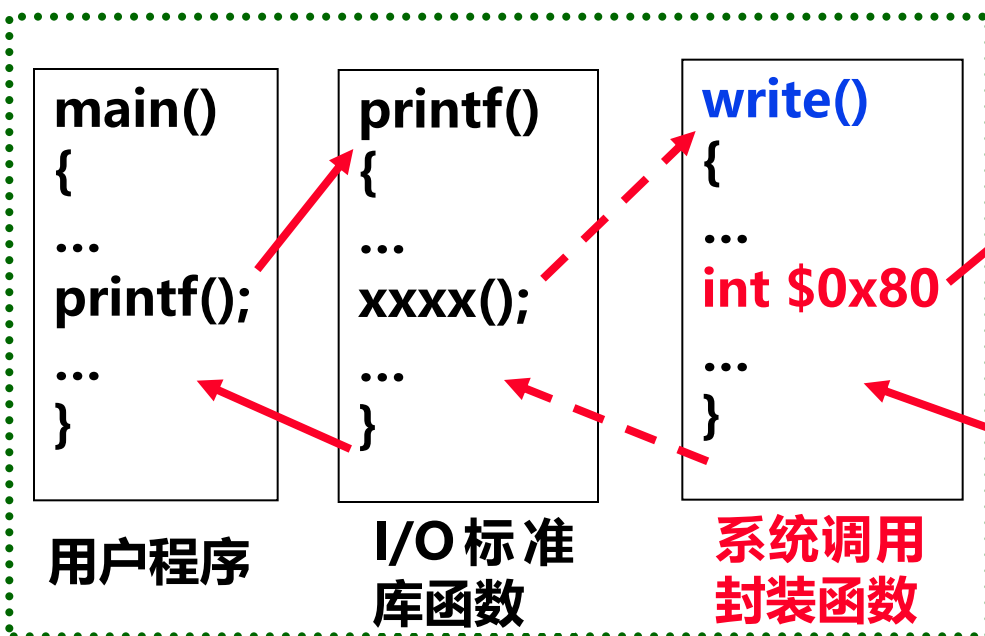 main()
{
...
printf();
...
}
用户程序
printf()
{
...
xxxx();
...
}
I/O标准
库函数
write()
{
...
int $0x80
...
}
系统调用
封装函数